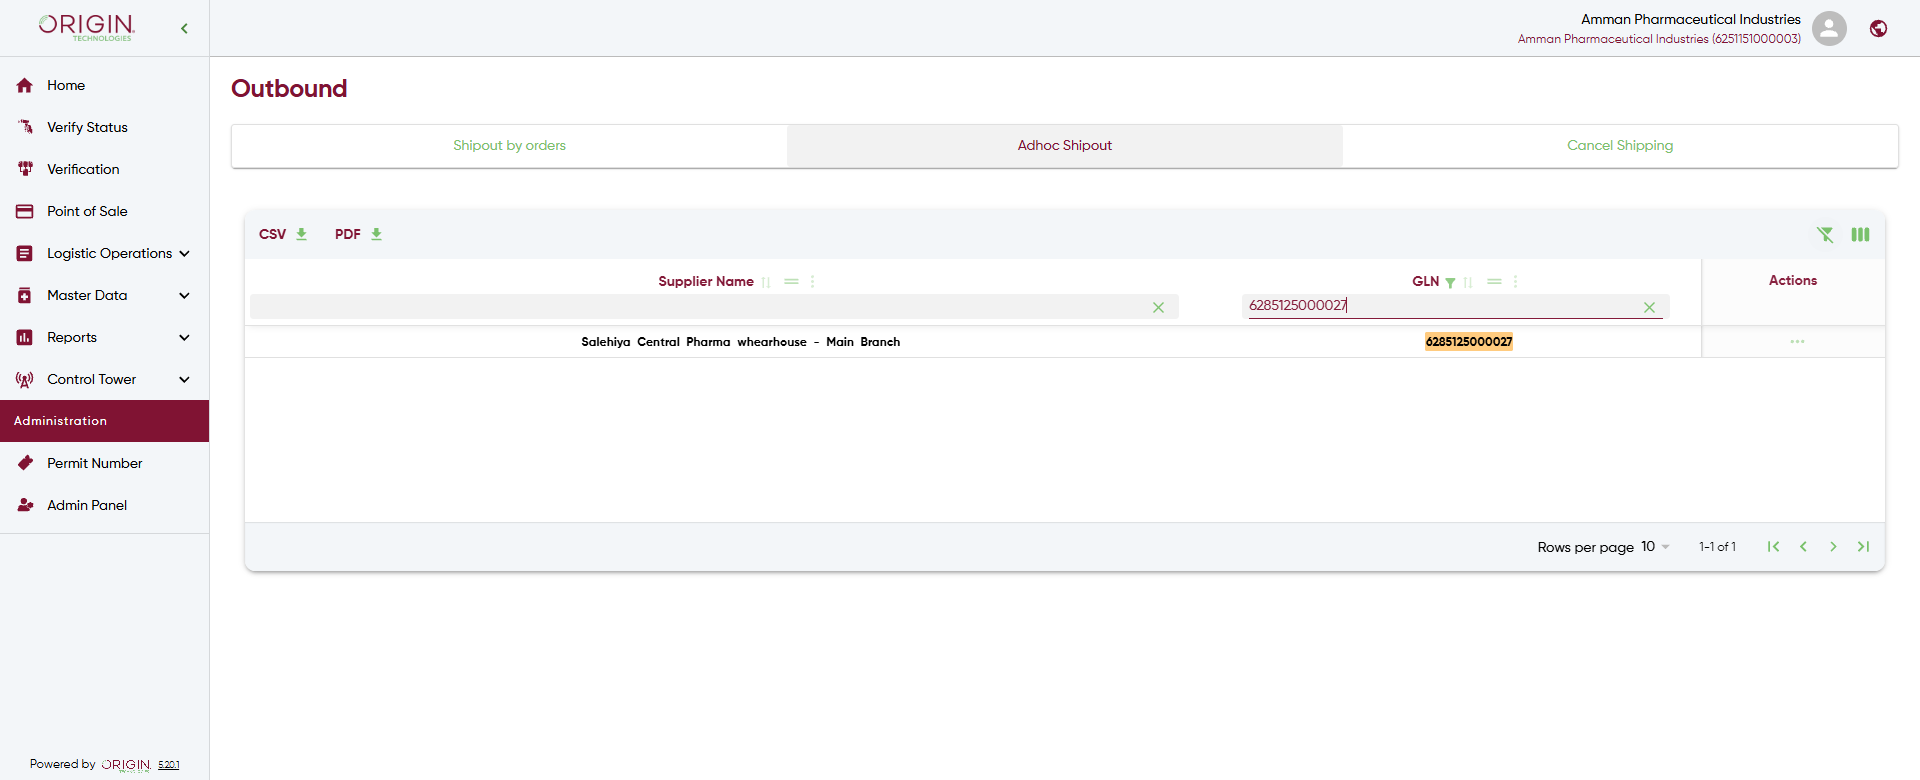 ORIGIN
TECHNOLOGIES
Amman Pharmaceutical Industries
Amman Pharmaceutical Industries (6251151000003)
Home
Verify Status
Verification
Point of Sale
Logistic Operations
Master Data
Reports
Control Tower
Administration
Permit Number
Admin Panel
Powered by ORIGIN 5.20.1
Outbound
Shipout by orders
Adhoc Shipout
Cancel Shipping
CSV PDF
Supplier Name GLN Actions
6285125000027
Salehiya Central Pharma whearhouse - Main Branch 6285125000027
Rows per page 10 1-1 of 1